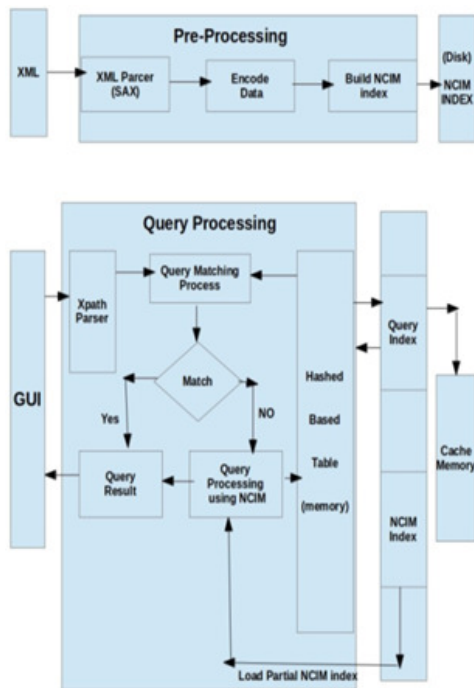 Pre-Processing
XML
XML Parcer
(SAX)
Encode
Data
Build NCIM
index
(Disk)
NCIM
INDEX
Query Processing
GUI
Xpath
Parser
Query Matching
Process
Match
Yes
NO
Query
Result
Query
Processing
using NCIM
Hashed
Based
Table
(memory)
Query
Index
NCIM
Index
Cache
Memory
Load Partial NCIM index